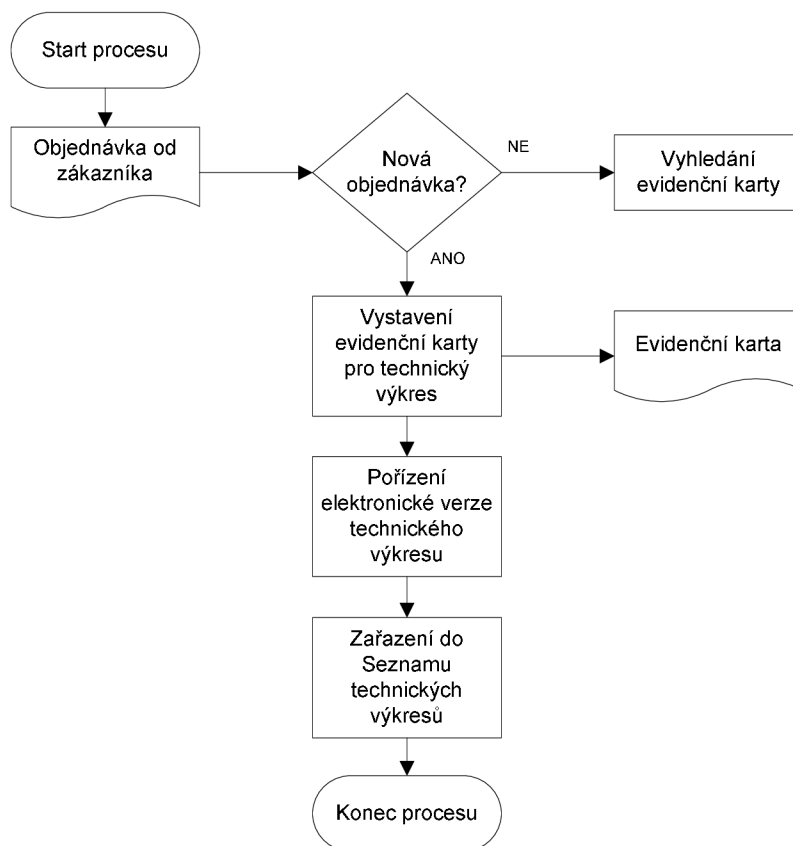 Start procesu
Objednávka od
zákazníka
Nová
objednávka?
NE
Vyhledání
evidenční karty
ANO
Vystavení
evidenční karty
pro technický
výkres
Evidenční karta
Pořízení
elektronické verze
technického
výkresu
Zařazení do
Seznamu
technických
výkresů
Konec procesu